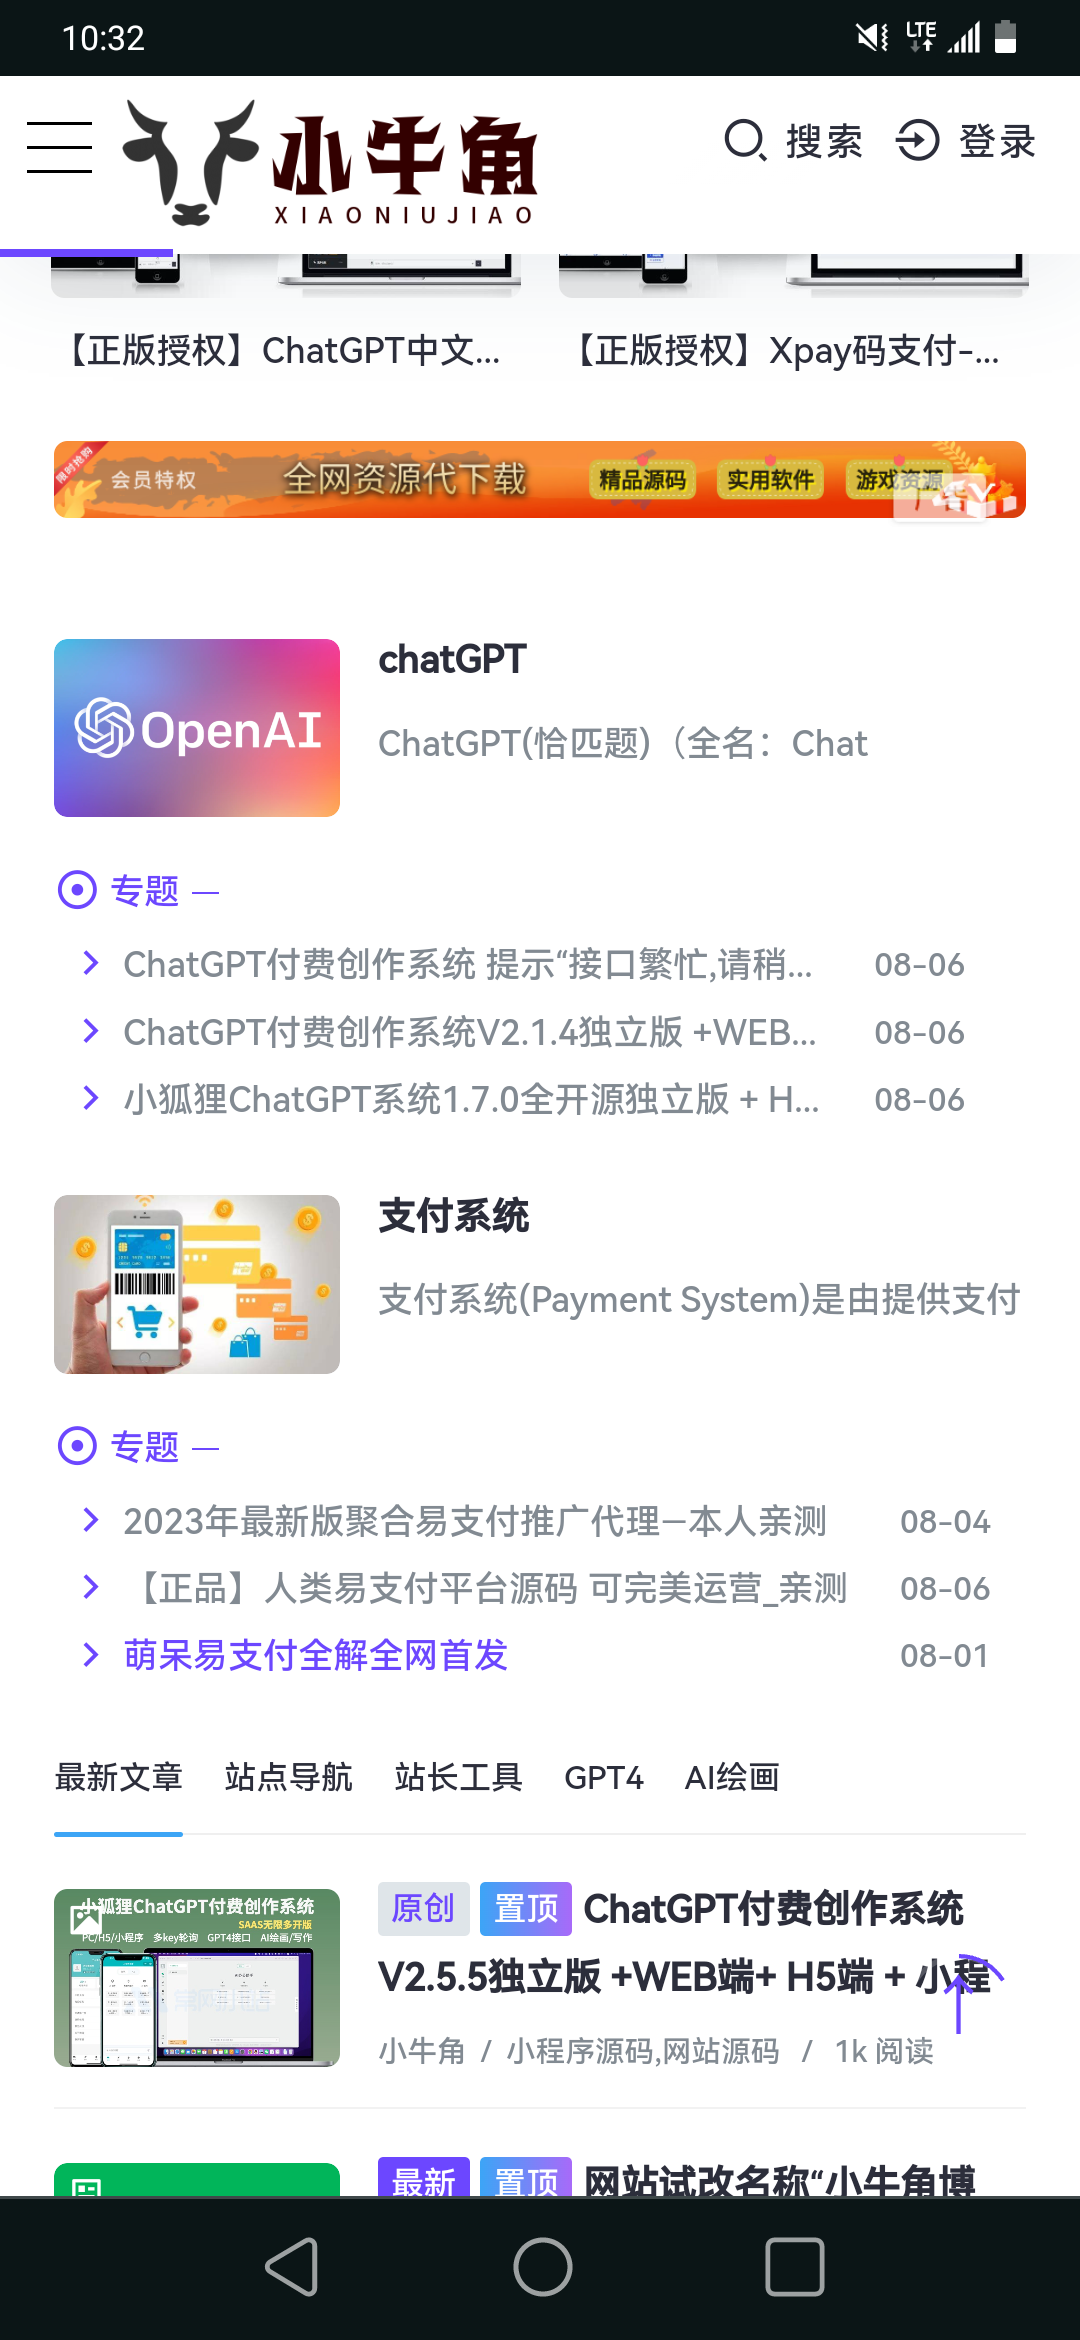 10:32
LTE
小牛角
XIAONIUJIAO
搜索
登录
【正版授权】ChatGPT中文...
【正版授权】Xpay码支付-...
限时抢购
会员特权
全网资源代下载
精品源码
实用软件
游戏资源
OpenAI
chatGPT
ChatGPT(恰匹题)（全名：Chat
专题 —
ChatGPT付费创作系统 提示“接口繁忙,请稍...
08-06
ChatGPT付费创作系统V2.1.4独立版 +WEB...
08-06
小狐狸ChatGPT系统1.7.0全开源独立版 + H...
08-06
支付系统
支付系统(Payment System)是由提供支付
专题 —
2023年最新版聚合易支付推广代理—本人亲测
08-04
【正品】人类易支付平台源码 可完美运营_亲测
08-06
萌呆易支付全解全网首发
08-01
最新文章
站点导航
站长工具
GPT4
AI绘画
小狐狸ChatGPT付费创作系统
SAAS无限多开版
PC/H5/小程序 多key轮询 GPT4接口 AI绘画/写作
原创 置顶 ChatGPT付费创作系统
V2.5.5独立版 +WEB端+ H5端 + 小程
小牛角 / 小程序源码,网站源码 / 1k 阅读
最新 置顶 网站试改名称“小牛角博